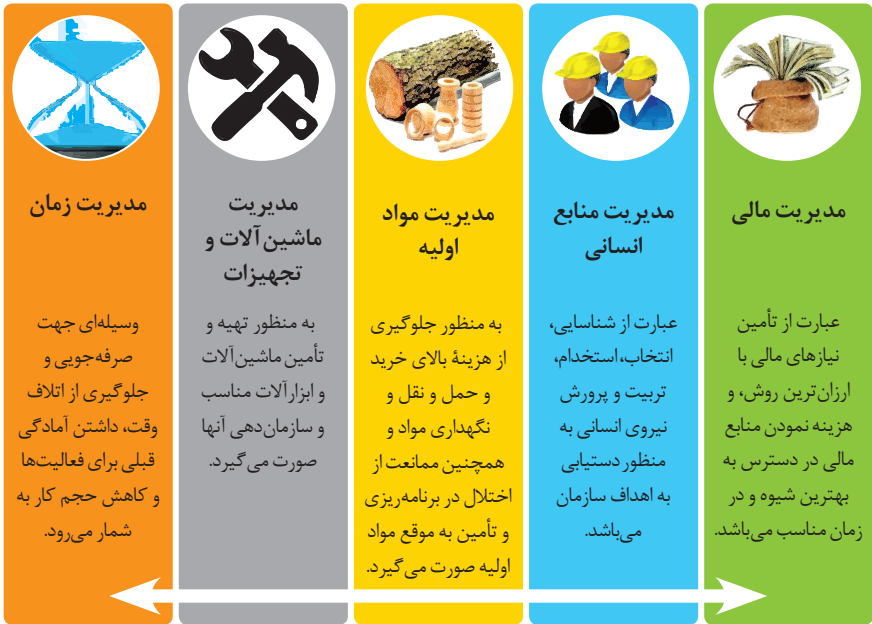 مدیریت مالی
عبارت از تأمین
نیازهای مالی با
ارزان‌ترین روش، و
هزینه نمودن منابع
مالی در دسترس به
بهترین شیوه و در
زمان مناسب می‌باشد.
مدیریت منابع
انسانی
عبارت از شناسایی،
انتخاب، استخدام،
تربیت و پرورش
نیروی انسانی به
منظور دستیابی
به اهداف سازمان
می‌باشد.
مدیریت مواد
اولیه
به منظور جلوگیری
از هزینهٔ بالای خرید
و حمل و نقل و
نگهداری مواد و
همچنین ممانعت از
اختلال در برنامه‌ریزی
و تأمین به موقع مواد
اولیه صورت می‌گیرد.
مدیریت
ماشین‌آلات و
تجهیزات
به منظور تهیه و
تأمین ماشین‌آلات
و ابزارآلات مناسب
و سازمان‌دهی آنها
صورت می‌گیرد.
مدیریت زمان
وسیله‌ای جهت
صرفه‌جویی و
جلوگیری از اتلاف
وقت، داشتن آمادگی
قبلی برای فعالیت‌ها
و کاهش حجم کار به
شمار می‌رود.